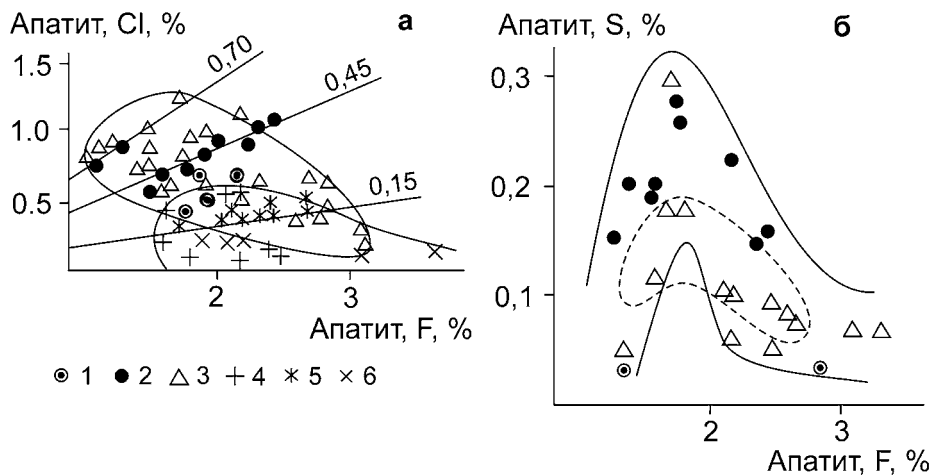 Апатит, Cl, %
а
1.5
1.0
0.5
0,70
0,45
0,15
2
3
Апатит, F, %
1 2 3 4 5 6
Апатит, S, %
б
0,3
0,2
0,1
2
3
Апатит, F, %